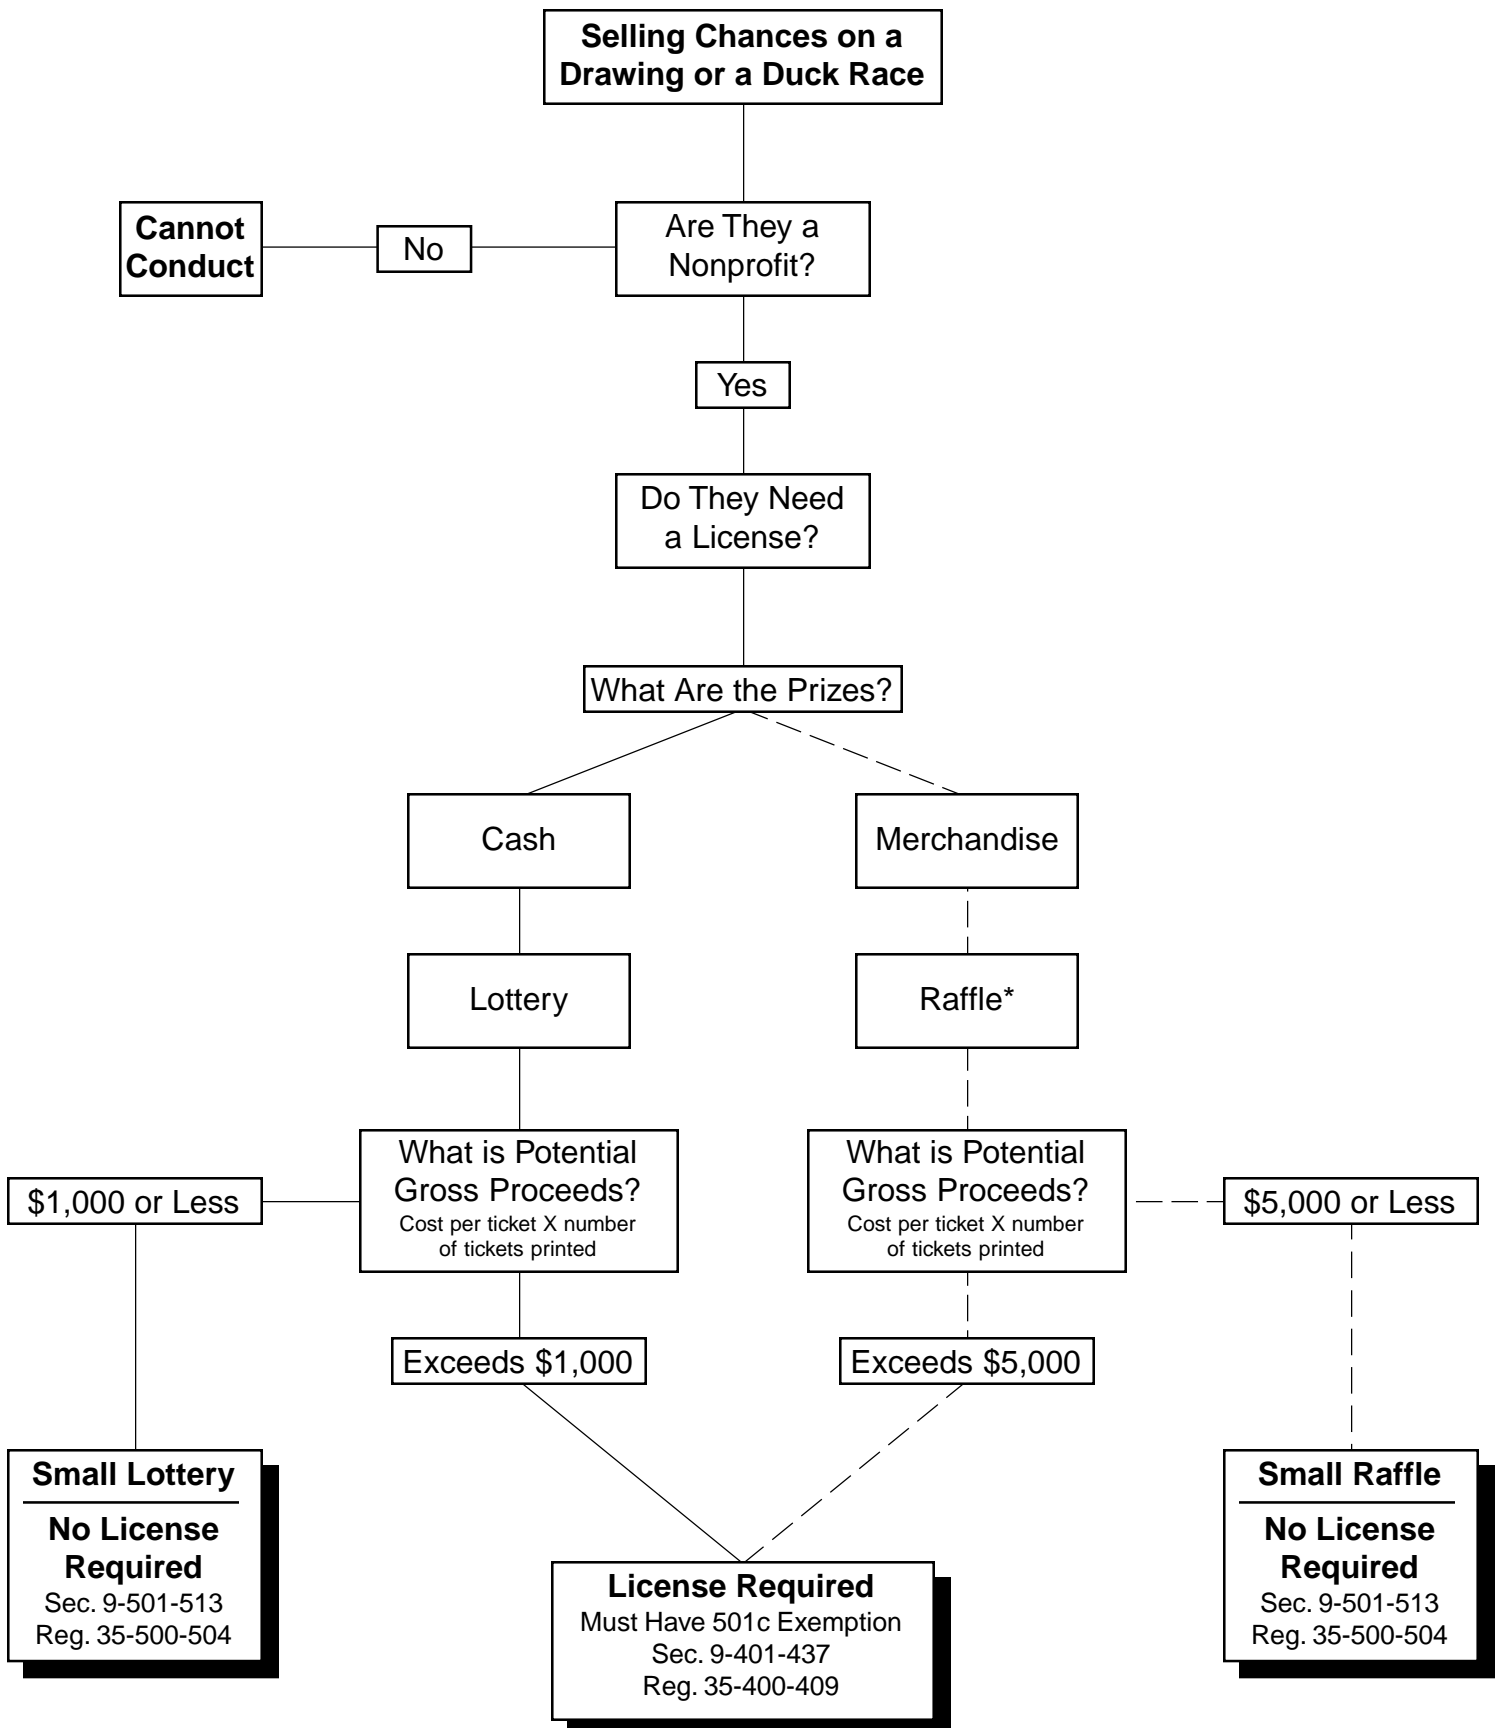 Selling Chances on a
Drawing or a Duck Race
Cannot
Conduct
No
Are They a
Nonprofit?
Yes
Do They Need
a License?
What Are the Prizes?
Cash
Merchandise
Lottery
Raffle*
$1,000 or Less
What is Potential
Gross Proceeds?
Cost per ticket X number
of tickets printed
What is Potential
Gross Proceeds?
Cost per ticket X number
of tickets printed
$5,000 or Less
Exceeds $1,000
Exceeds $5,000
Small Lottery
No License
Required
Sec. 9-501-513
Reg. 35-500-504
License Required
Must Have 501c Exemption
Sec. 9-401-437
Reg. 35-400-409
Small Raffle
No License
Required
Sec. 9-501-513
Reg. 35-500-504